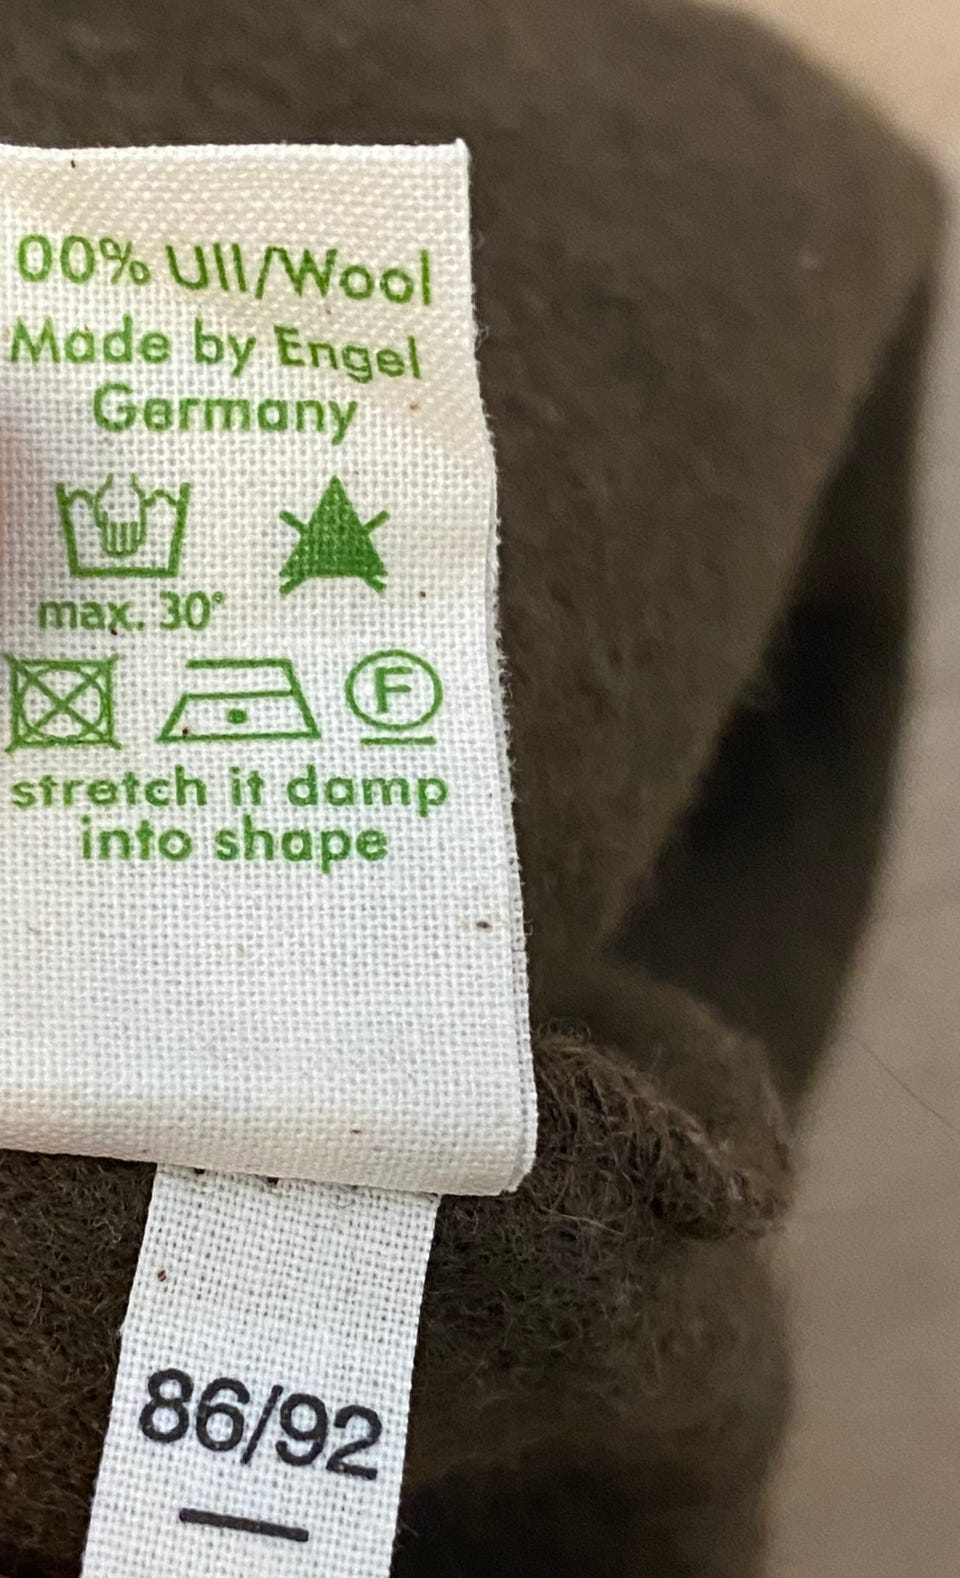 00% Ull/Wool
Made by Engel
Germany
max. 30°
F
stretch it damp
into shape
86/92